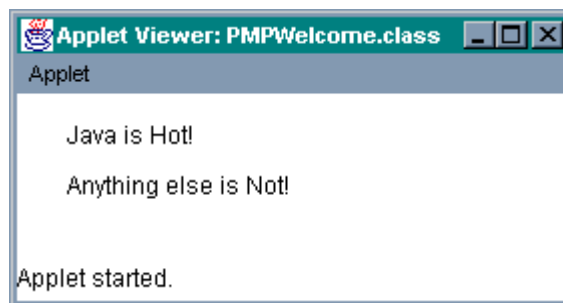 Applet Viewer: PMPWelcome.class
Applet
Java is Hot!
Anything else is Not!
Applet started.